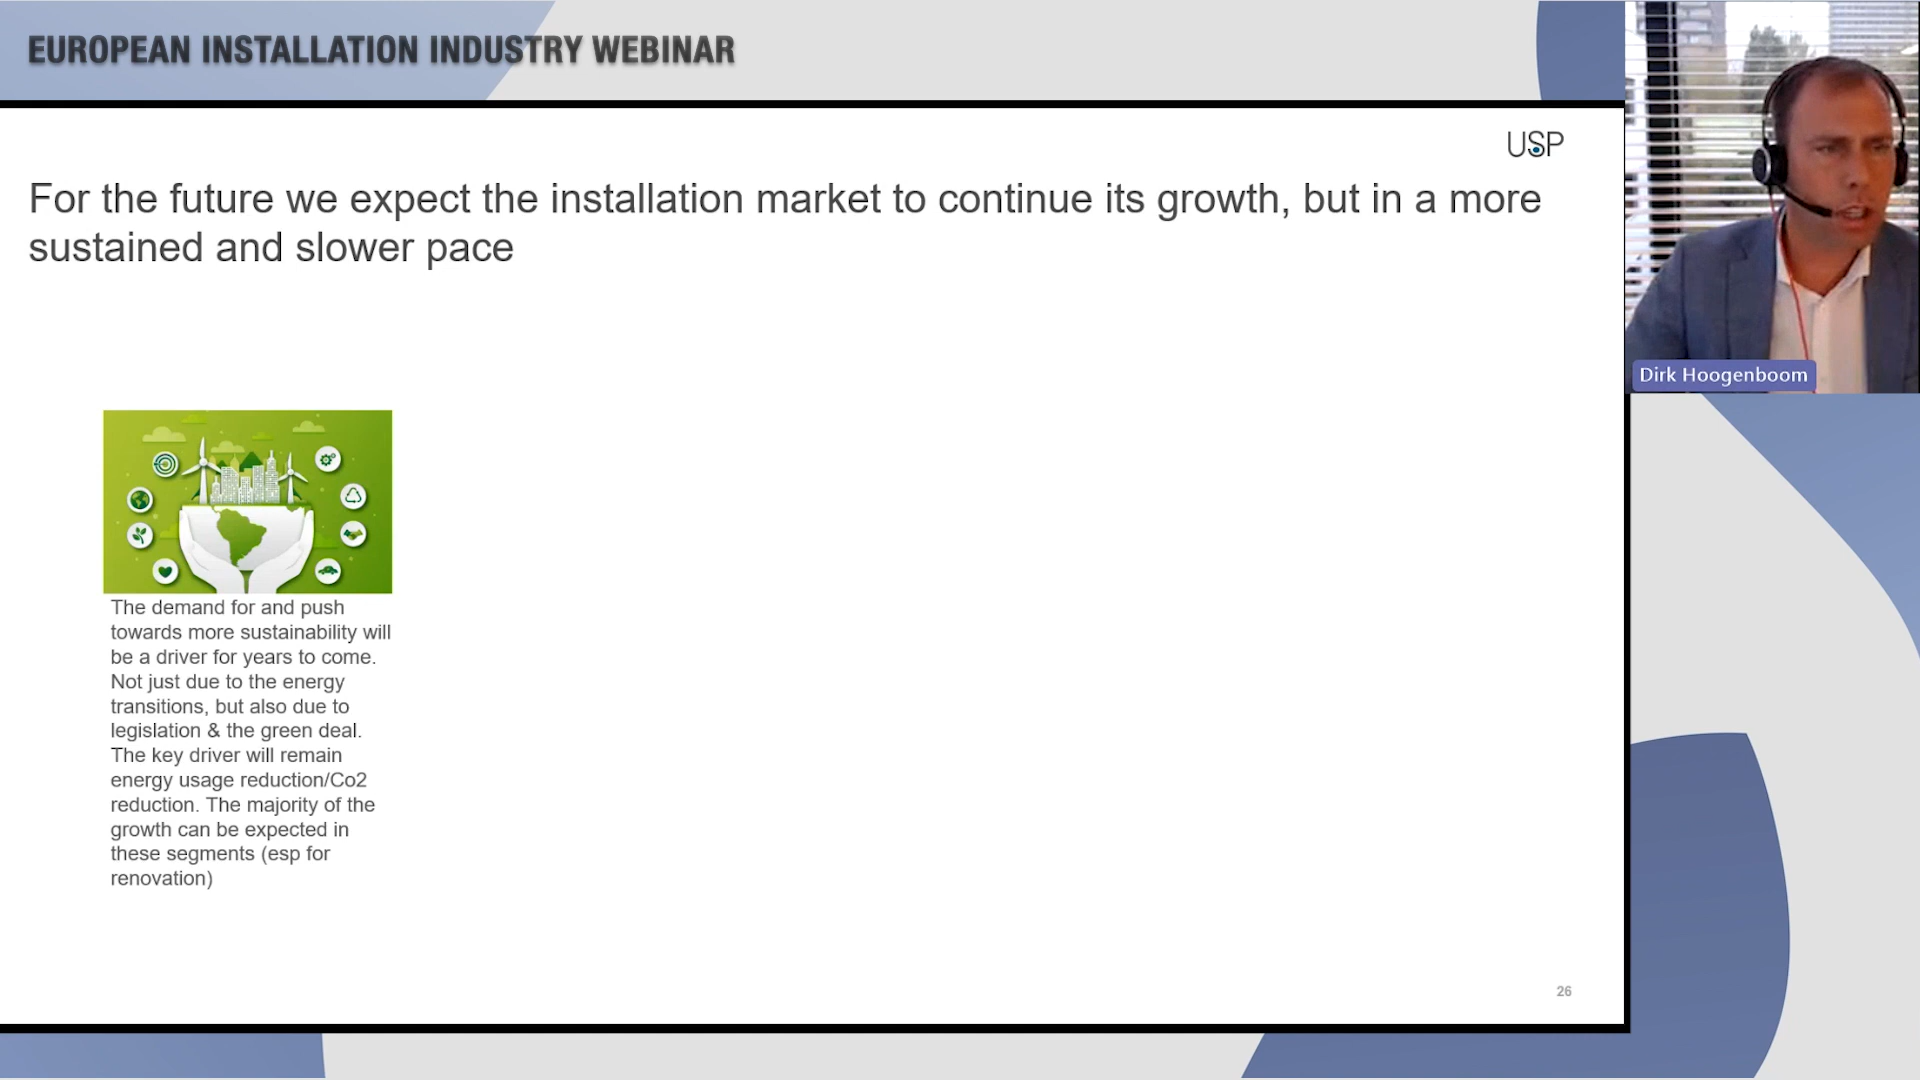 EUROPEAN INSTALLATION INDUSTRY WEBINAR
USP
For the future we expect the installation market to continue its growth, but in a more
sustained and slower pace
Dirk Hoogenboom
The demand for and push
towards more sustainability will
be a driver for years to come.
Not just due to the energy
transitions, but also due to
legislation & the green deal.
The key driver will remain
energy usage reduction/Co2
reduction. The majority of the
growth can be expected in
these segments (esp for
renovation)
26